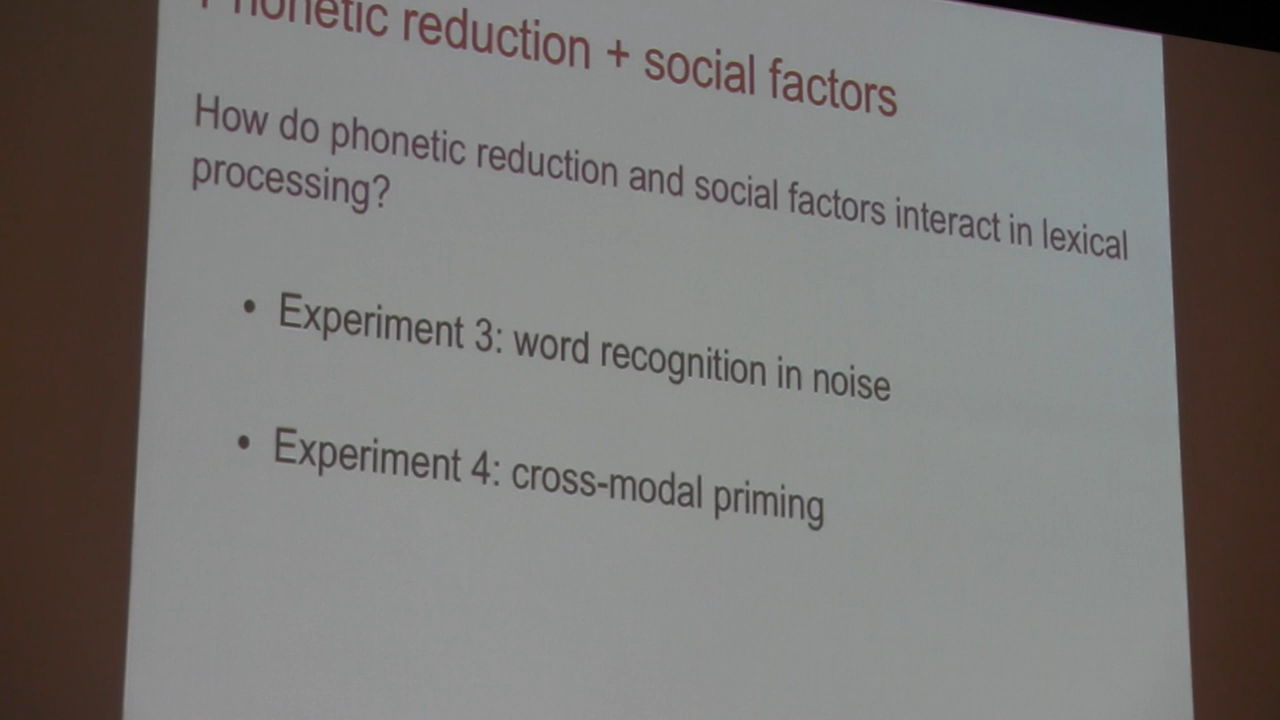 Phonetic reduction + social factors
How do phonetic reduction and social factors interact in lexical
processing?
• Experiment 3: word recognition in noise
• Experiment 4: cross-modal priming